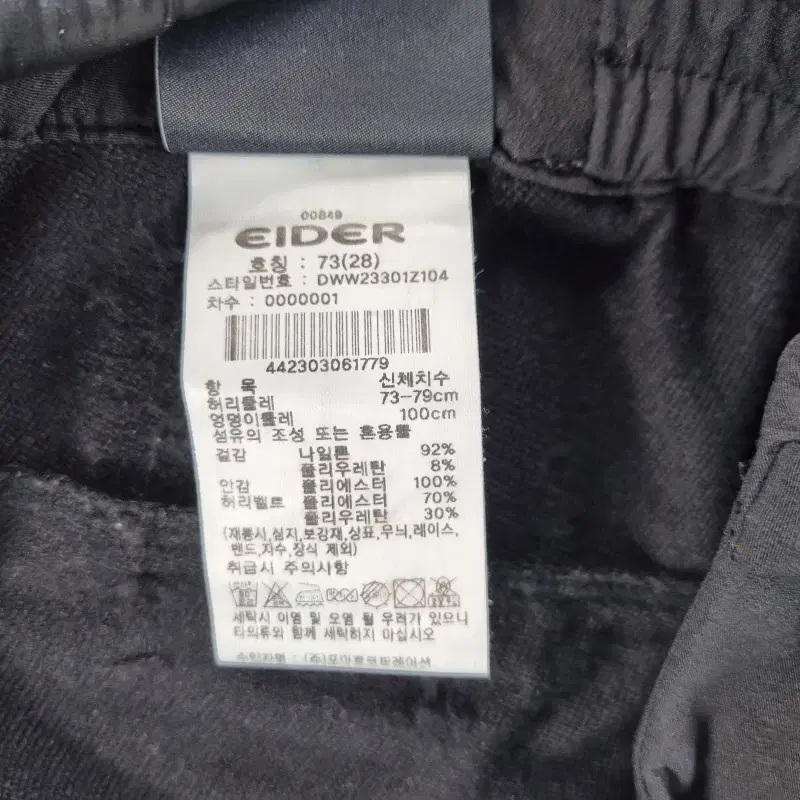 00849
EIDER
호칭 : 73(28)
스타일번호 : DWW23301Z104
차수 : 0000001
442303061779
항 목 신체치수
허리둘레 73-79cm
엉덩이둘레 100cm
섬유의 조성 또는 혼용률
겉감 나일론 92%
폴리우레탄 8%
안감 폴리에스터 100%
허리벨트 폴리에스터 70%
폴리우레탄 30%
(재봉시,심지,보강재,상표,무늬,레이스,
밴드,자수,장식 제외)
취급시 주의사항
세탁시 이염 및 오염 될 우려가 있으니
타의류와 함께 세탁하지 마십시오
수입자명 : (주)